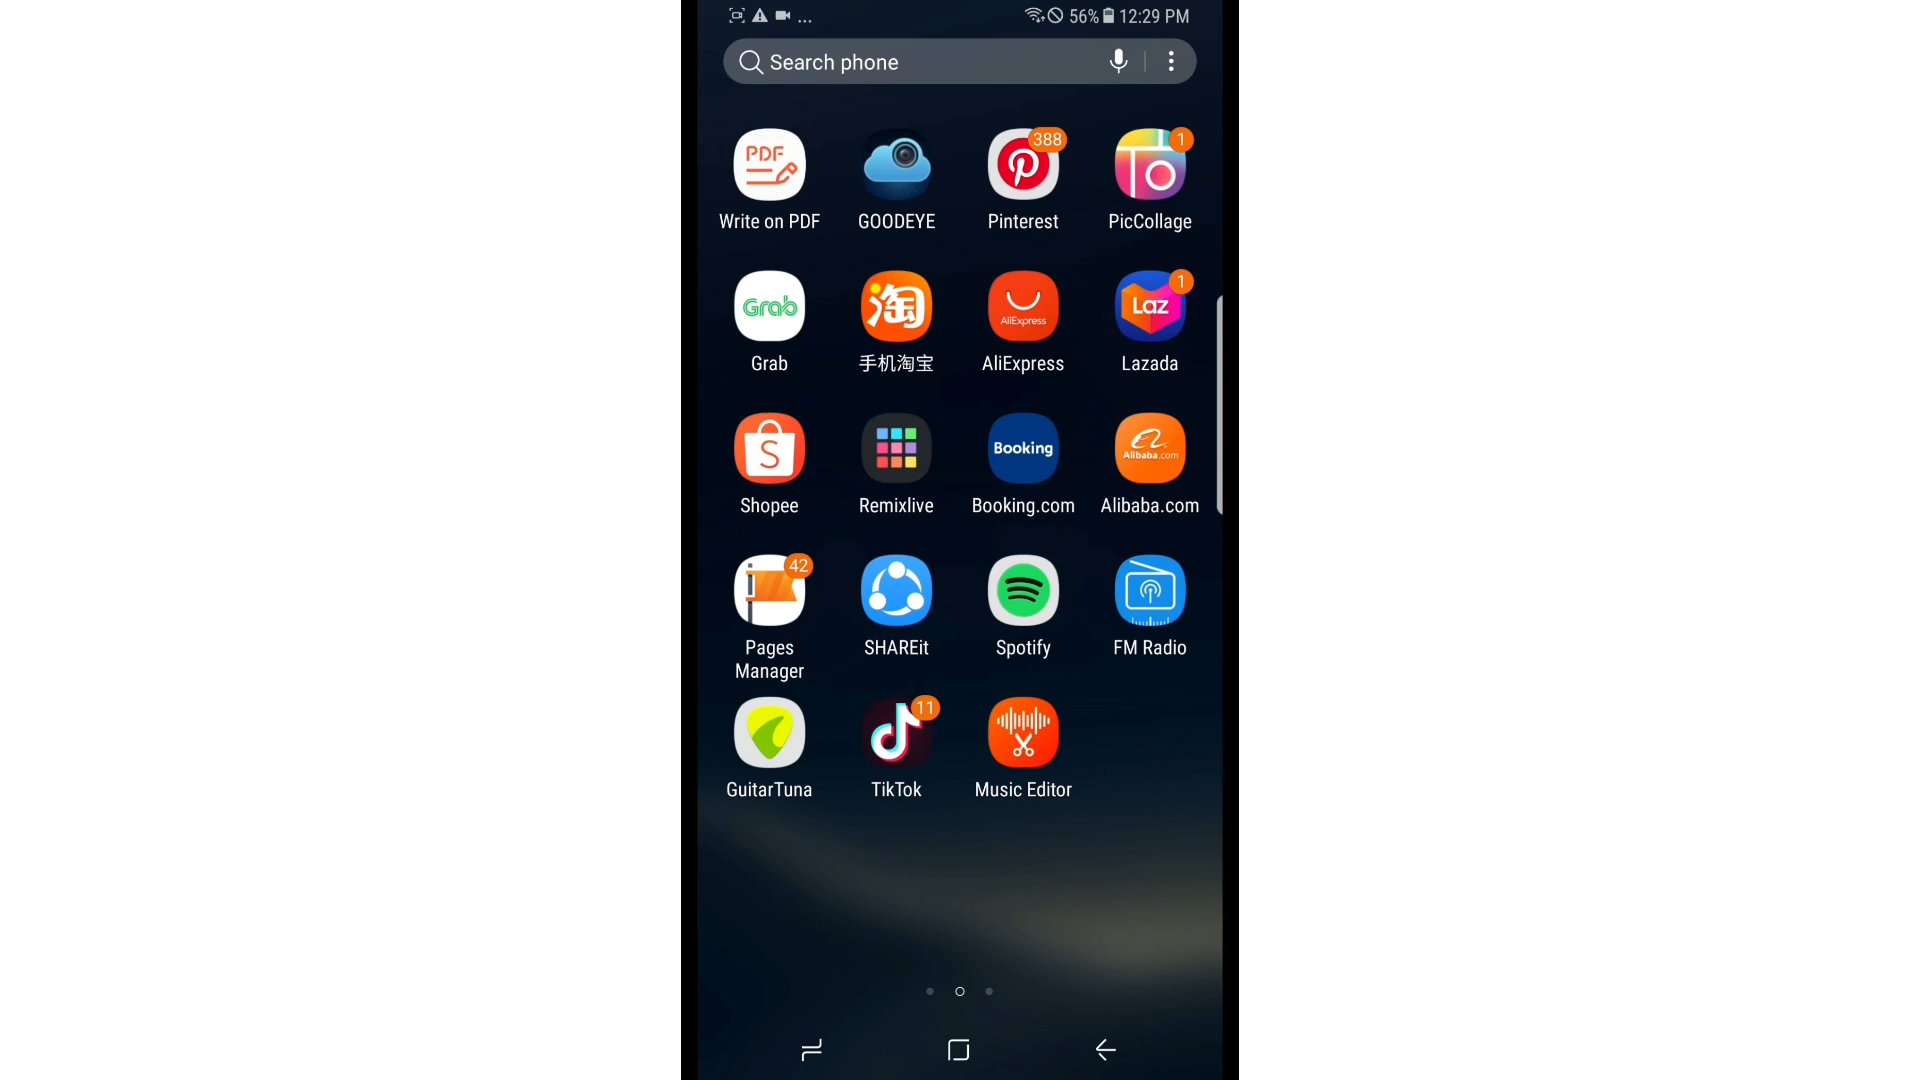 ... 56% 12:29 PM
Search phone
PDF 388 1
Write on PDF GOODEYE Pinterest PicCollage
Grab 淘 AliExpress Laz 1
Grab 手机淘宝 AliExpress Lazada
S Booking Alibaba.com
Shopee Remixlive Booking.com Alibaba.com
42
Pages SHAREit Spotify FM Radio
Manager
11
GuitarTuna TikTok Music Editor